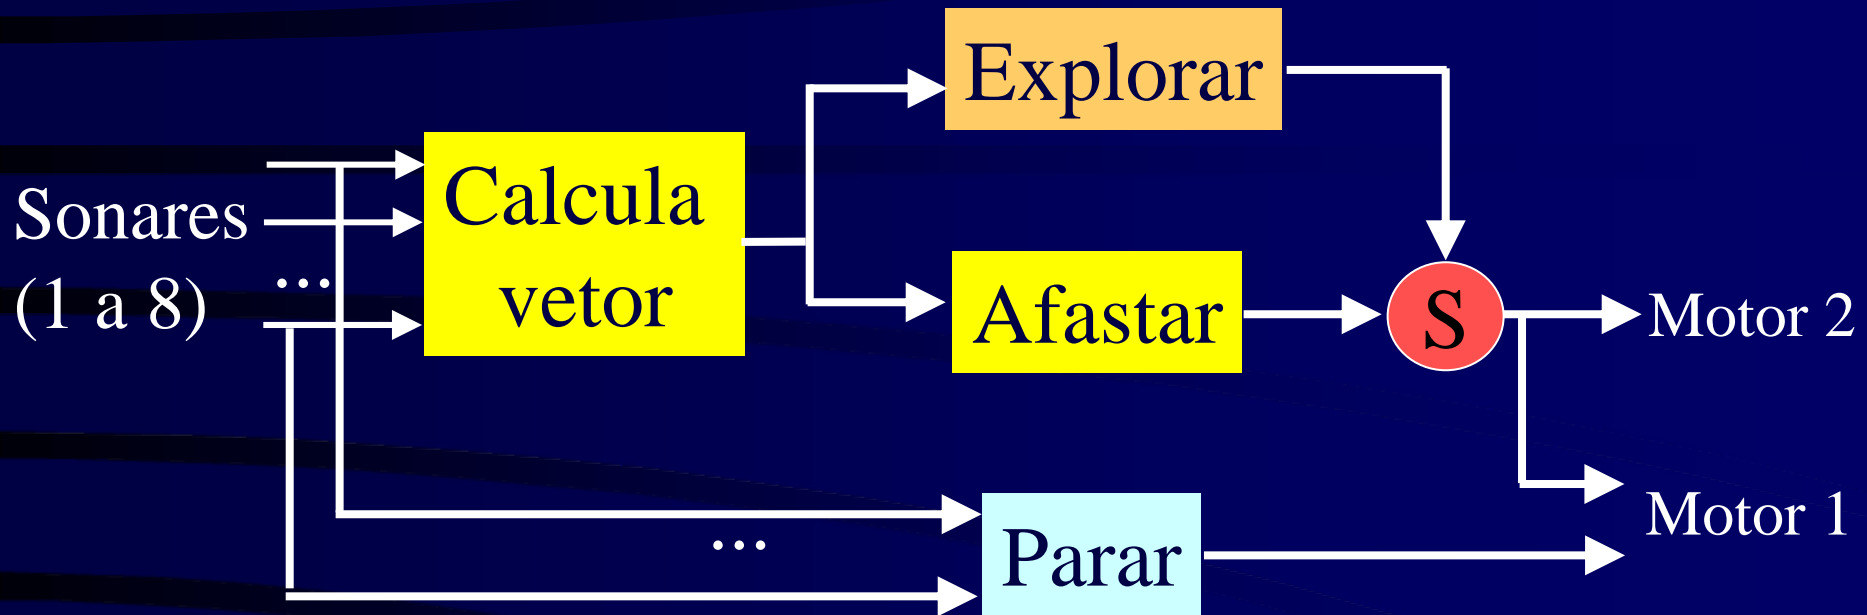 Explorar
Sonares
(1 a 8)
...
Calcula
vetor
Afastar
S
Motor 2
Motor 1
...
Parar